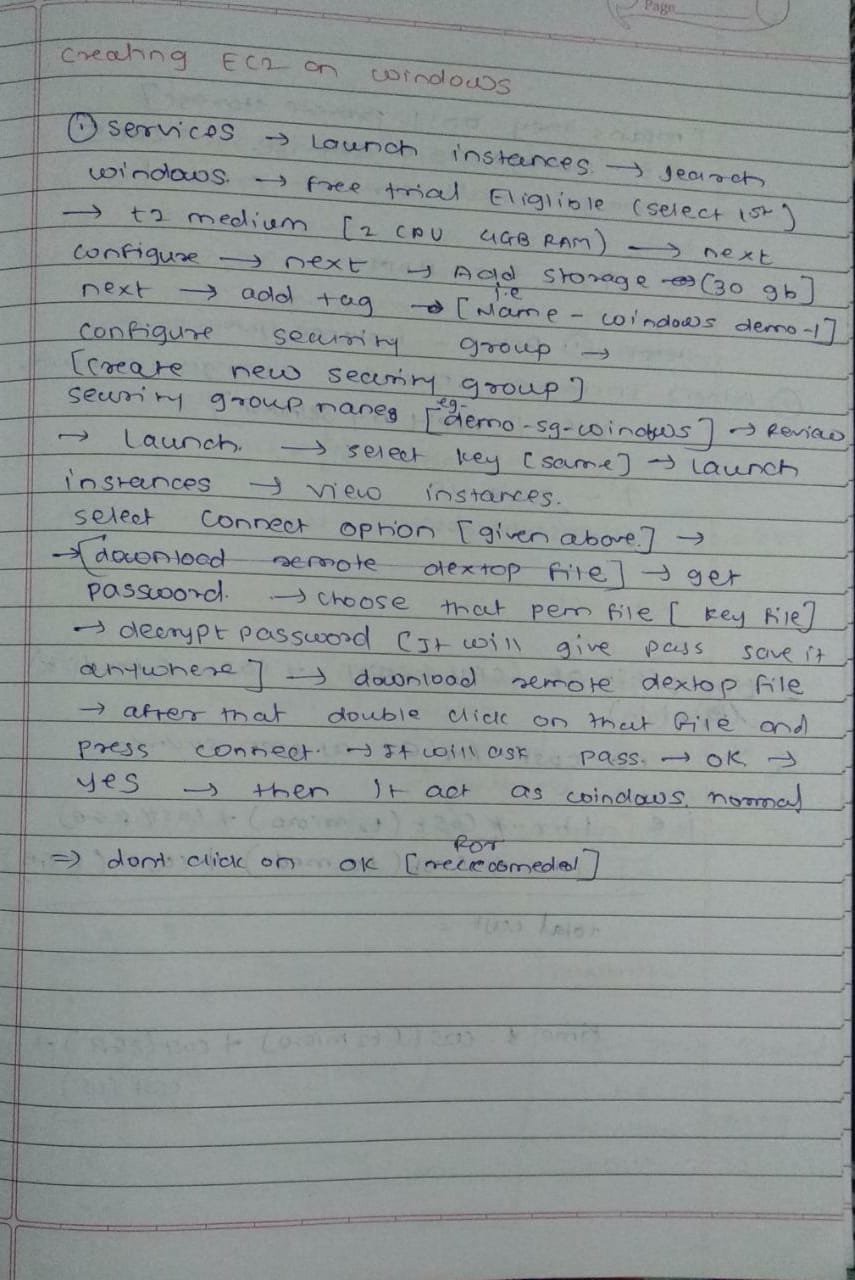 Page
Creating EC2 on windows
① services → Launch instances → search
windows. → free trial Eliglible (select 1st)
→ t2 medium [2 CPU 4GB RAM) → next
configure → next → Add storage → [30 gb]
next → add tag → [i.e Name - windows demo-1]
configure security group →
[create new security group]
security group names [eg- demo-sg-windows] → Review
→ Launch. → select key [same] → Launch
instances → view instances.
select connect option [given above.] →
→ [download remote dextop file] → get
password. → choose that pem file [key file]
→ decrypt password [It will give pass save it
anywhere] → download remote dextop file
→ after that double click on that file and
press connect. → It will ask pass. → OK. →
yes → then It act as windows. normal
⇒ dont click on OK [For]